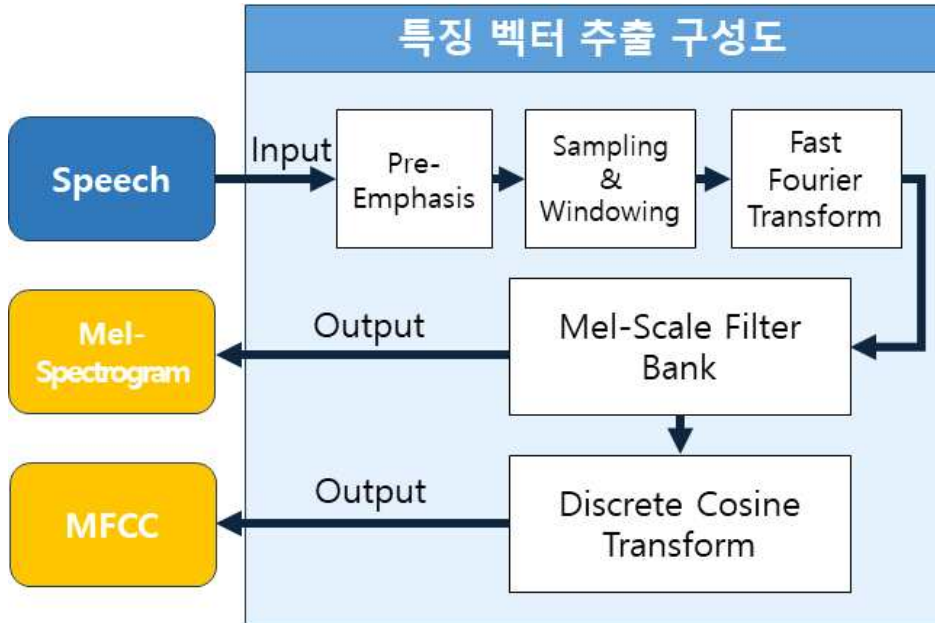 특징 벡터 추출 구성도
Speech
Input
Pre-
Emphasis
Sampling
&
Windowing
Fast
Fourier
Transform
Mel-
Spectrogram
Output
Mel-Scale Filter
Bank
MFCC
Output
Discrete Cosine
Transform